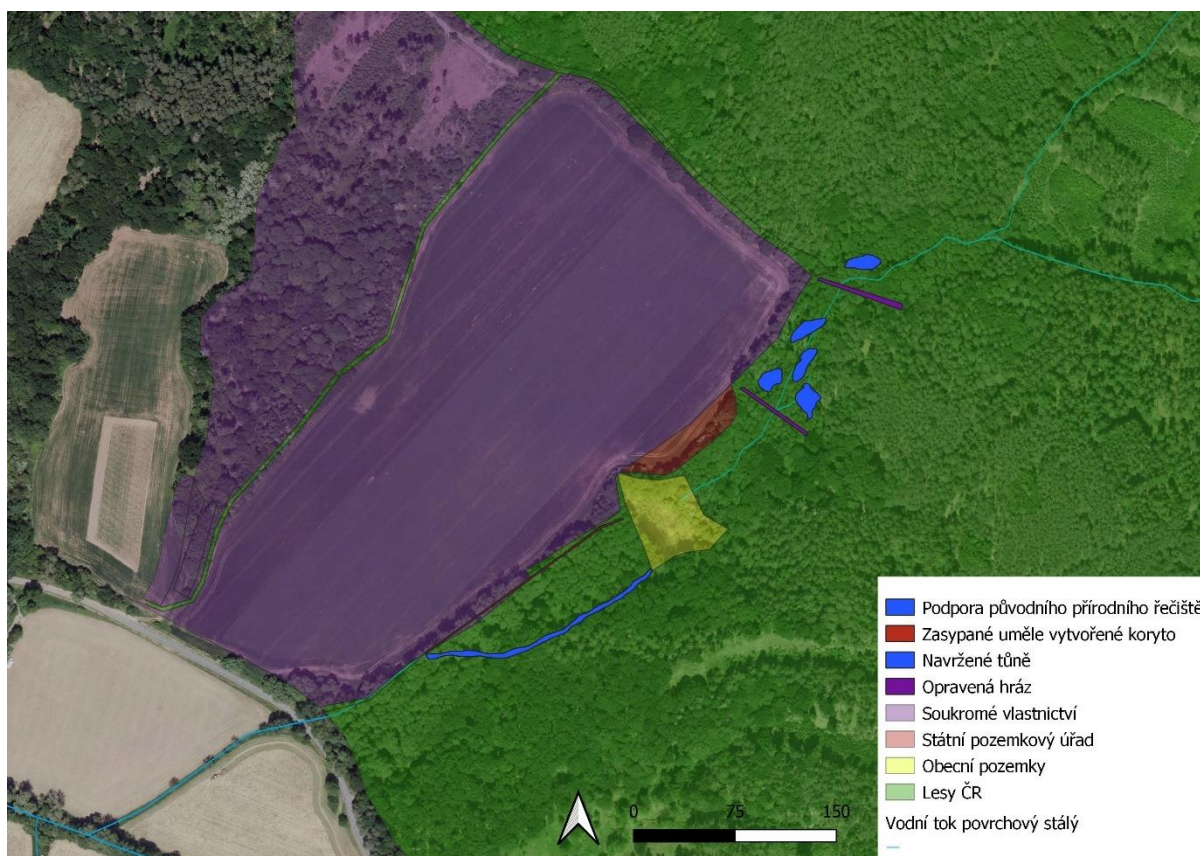 Podpora původního přírodního řečiště
Zasypané uměle vytvořené koryto
Navržené tůně
Opravená hráz
Soukromé vlastnictví
Státní pozemkový úřad
Obecní pozemky
Lesy ČR
Vodní tok povrchový stálý
0 75 150